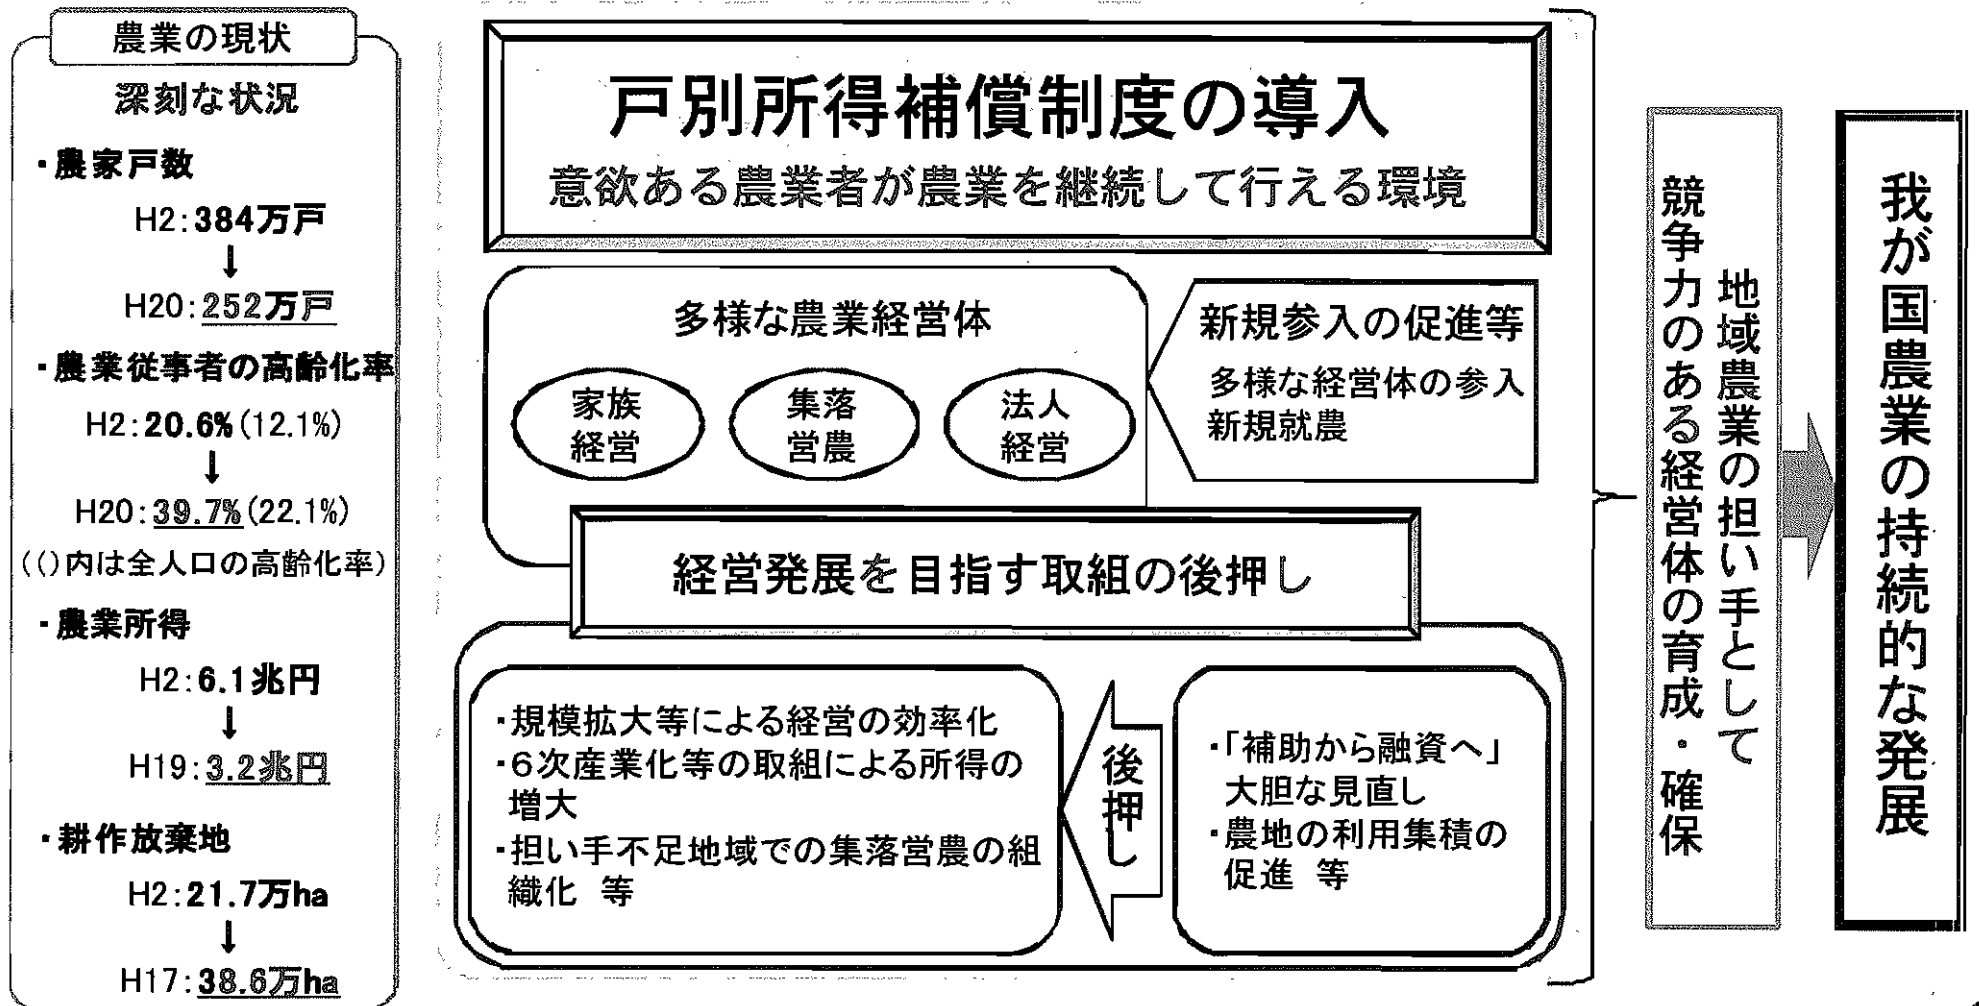 農業の現状
深刻な状況
・農家戸数
H2:384万戸
↓
H20:252万戸
・農業従事者の高齢化率
H2:20.6%(12.1%)
↓
H20:39.7%(22.1%)
(()内は全人口の高齢化率)
・農業所得
H2:6.1兆円
↓
H19:3.2兆円
・耕作放棄地
H2:21.7万ha
↓
H17:38.6万ha
戸別所得補償制度の導入
意欲ある農業者が農業を継続して行える環境
多様な農業経営体
家族
経営
集落
営農
法人
経営
新規参入の促進等
多様な経営体の参入
新規就農
経営発展を目指す取組の後押し
・規模拡大等による経営の効率化
・6次産業化等の取組による所得の
増大
・担い手不足地域での集落営農の組
織化 等
後押し
・「補助から融資へ」
大胆な見直し
・農地の利用集積の
促進 等
地域農業の担い手として
競争力のある経営体の育成・確保
我が国農業の持続的な発展